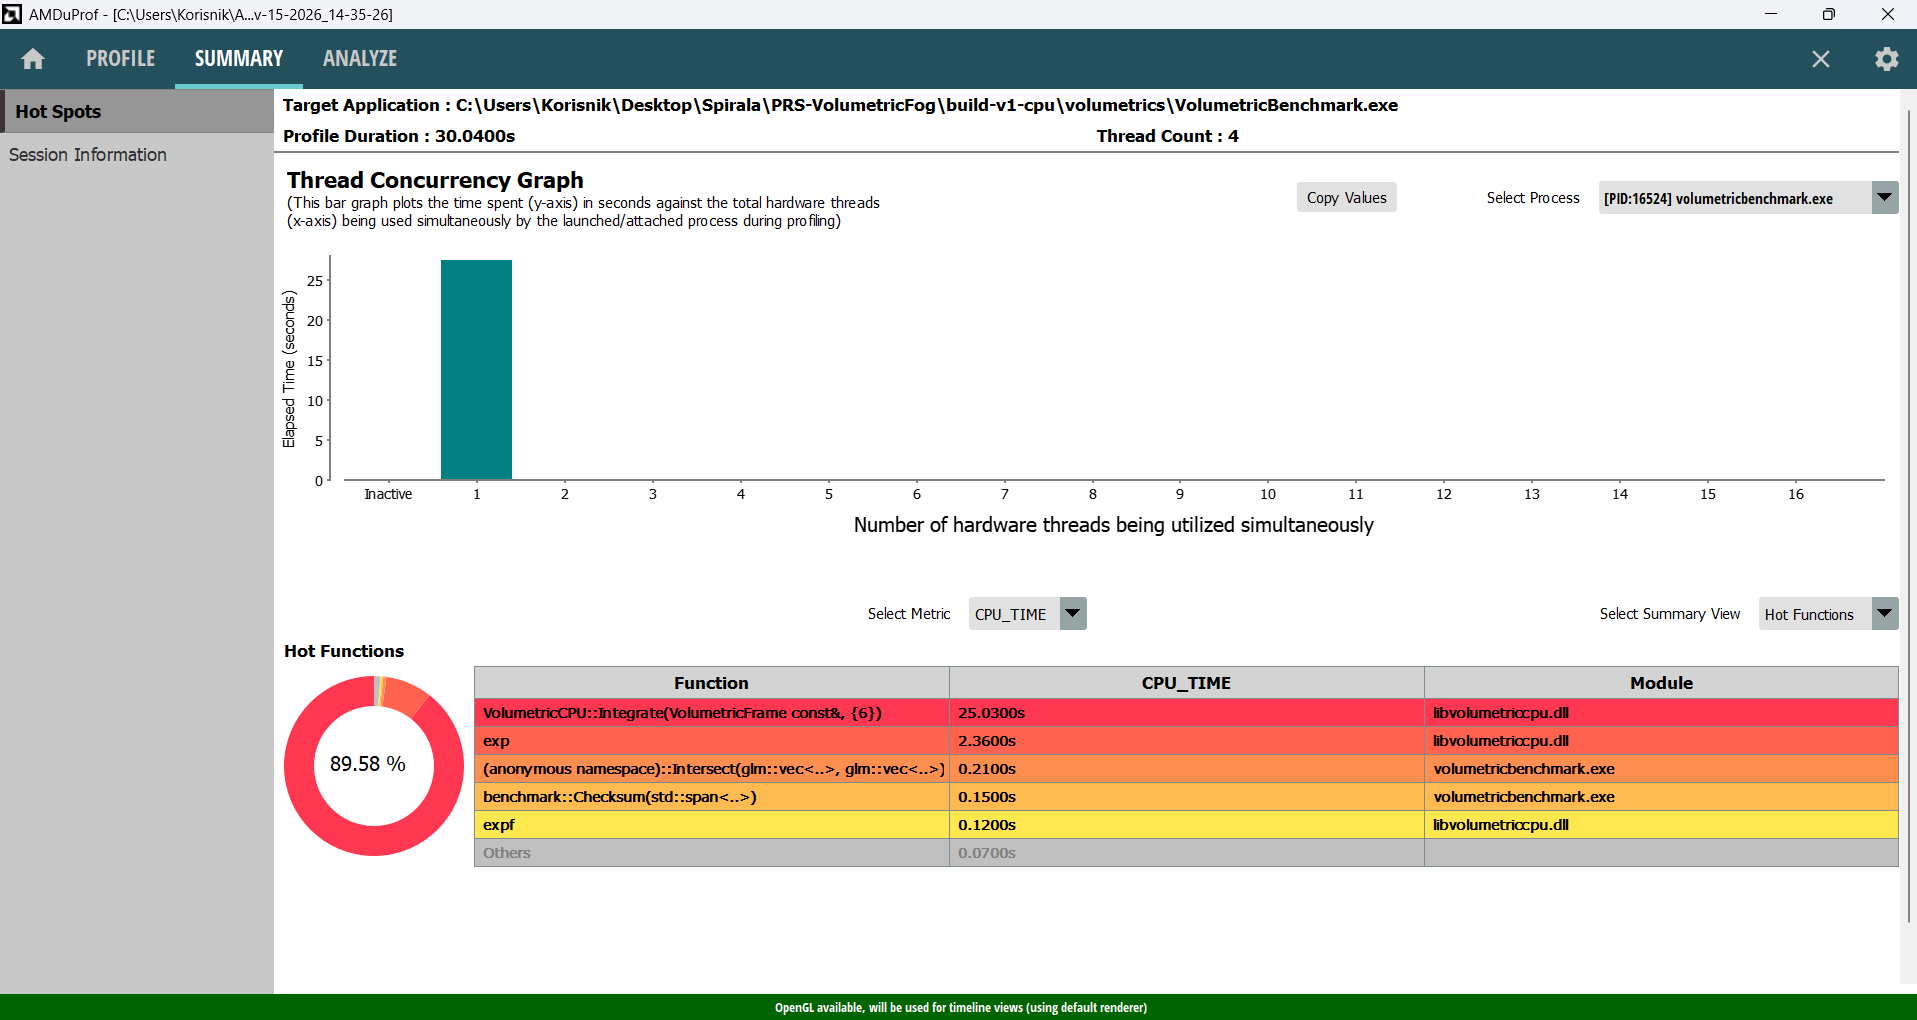 AMDuProf - [C:\Users\Korisnik\A...v-15-2026_14-35-26]
PROFILE
SUMMARY
ANALYZE
Hot Spots
Session Information
Target Application : C:\Users\Korisnik\Desktop\Spirala\PRS-VolumetricFog\build-v1-cpu\volumetrics\VolumetricBenchmark.exe
Profile Duration : 30.0400s
Thread Count : 4
Thread Concurrency Graph
(This bar graph plots the time spent (y-axis) in seconds against the total hardware threads
(x-axis) being used simultaneously by the launched/attached process during profiling)
Copy Values
Select Process
[PID:16524] volumetricbenchmark.exe
Elapsed Time (seconds)
25
20
15
10
5
0
Inactive 1 2 3 4 5 6 7 8 9 10 11 12 13 14 15 16
Number of hardware threads being utilized simultaneously
Select Metric
CPU_TIME
Select Summary View
Hot Functions
Hot Functions
89.58 %
Function CPU_TIME Module
VolumetricCPU::Integrate(VolumetricFrame const&, {6}) 25.0300s libvolumetriccpu.dll
exp 2.3600s libvolumetriccpu.dll
(anonymous namespace)::Intersect(glm::vec<..>, glm::vec<..>) 0.2100s volumetricbenchmark.exe
benchmark::Checksum(std::span<..>) 0.1500s volumetricbenchmark.exe
expf 0.1200s libvolumetriccpu.dll
Others 0.0700s
OpenGL available, will be used for timeline views (using default renderer)